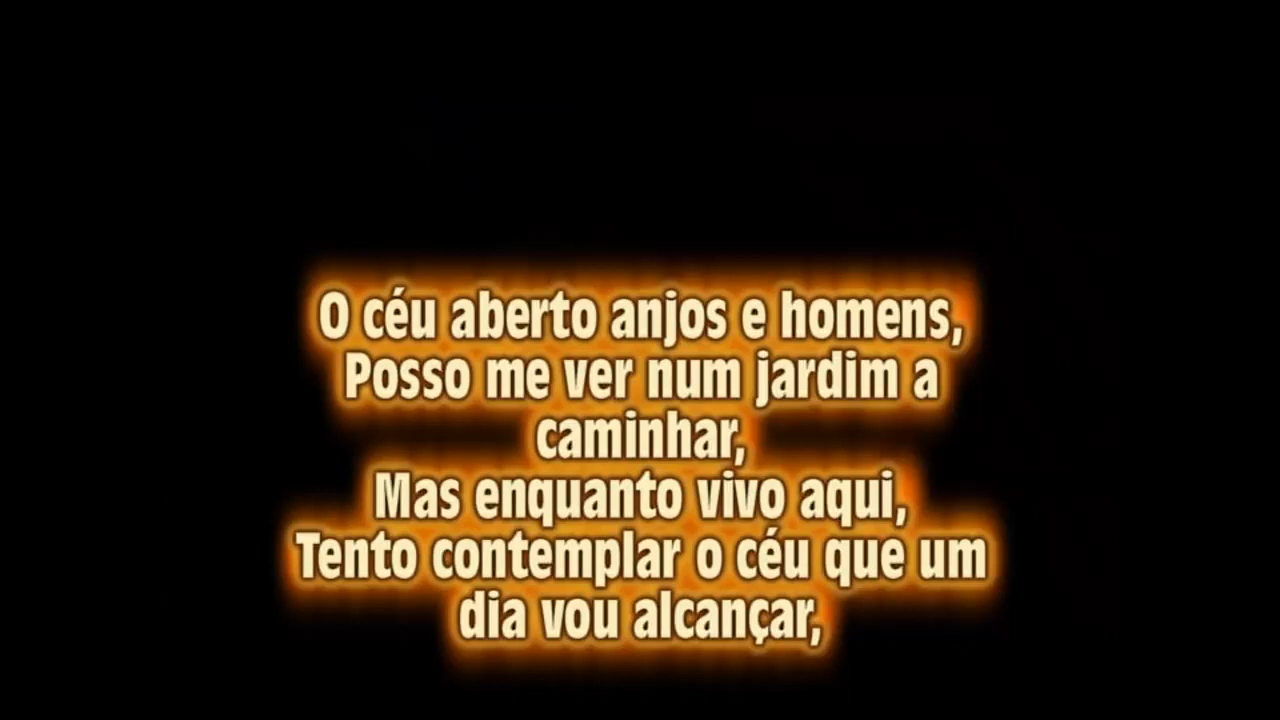 O céu aberto anjos e homens,
Posso me ver num jardim a
caminhar,
Mas enquanto vivo aqui,
Tento contemplar o céu que um
dia vou alcançar,